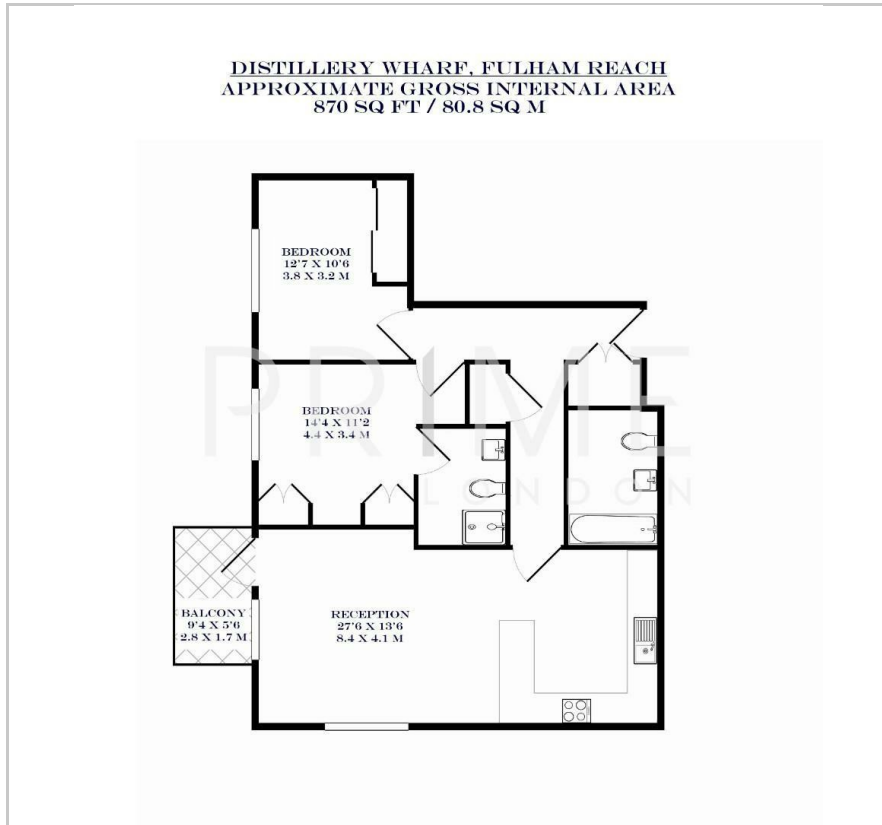 DISTILLERY WHARF, FULHAM REACH
APPROXIMATE GROSS INTERNAL AREA
870 SQ FT / 80.8 SQ M
BEDROOM
12'7 X 10'6
3.8 X 3.2 M
PRIME
LONDON
BEDROOM
14'4 X 11'2
4.4 X 3.4 M
BALCONY
9'4 X 5'6
2.8 X 1.7 M
RECEPTION
27'6 X 13'6
8.4 X 4.1 M